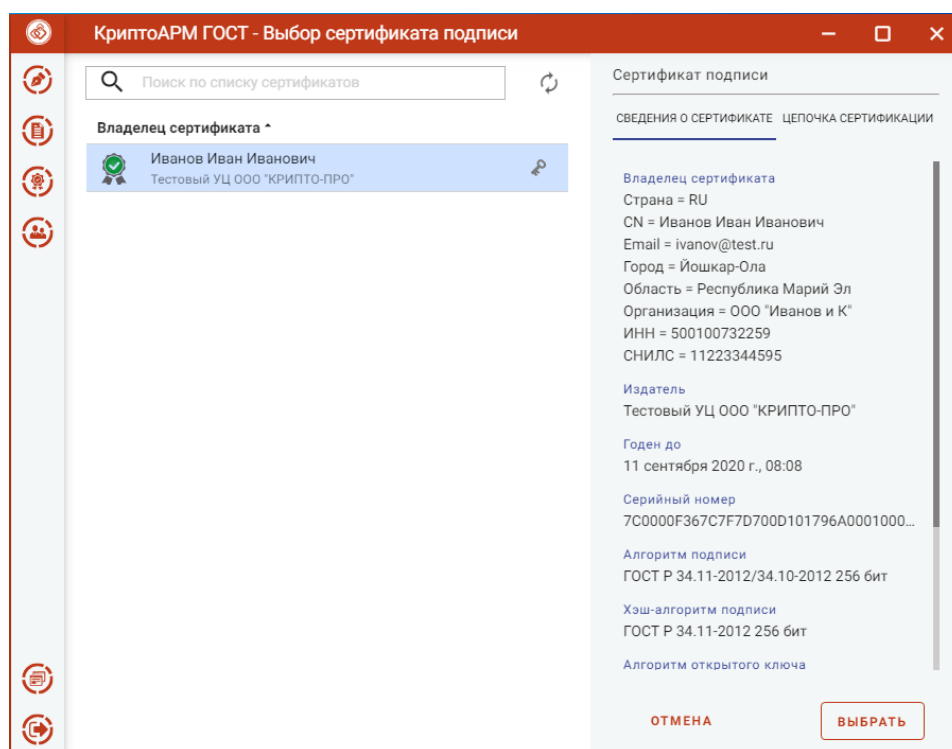 КриптоАРМ ГОСТ - Выбор сертификата подписи
Поиск по списку сертификатов
Владелец сертификата
Иванов Иван Иванович
Тестовый УЦ ООО "КРИПТО-ПРО"
Сертификат подписи
СВЕДЕНИЯ О СЕРТИФИКАТЕ ЦЕПОЧКА СЕРТИФИКАЦИИ
Владелец сертификата
Страна = RU
CN = Иванов Иван Иванович
Email = ivanov@test.ru
Город = Йошкар-Ола
Область = Республика Марий Эл
Организация = ООО "Иванов и К"
ИНН = 500100732259
СНИЛС = 11223344595
Издатель
Тестовый УЦ ООО "КРИПТО-ПРО"
Годен до
11 сентября 2020 г., 08:08
Серийный номер
7C0000F367C7F7D700D101796A0001000...
Алгоритм подписи
ГОСТ Р 34.11-2012/34.10-2012 256 бит
Хэш-алгоритм подписи
ГОСТ Р 34.11-2012 256 бит
Алгоритм открытого ключа
ОТМЕНА ВЫБРАТЬ